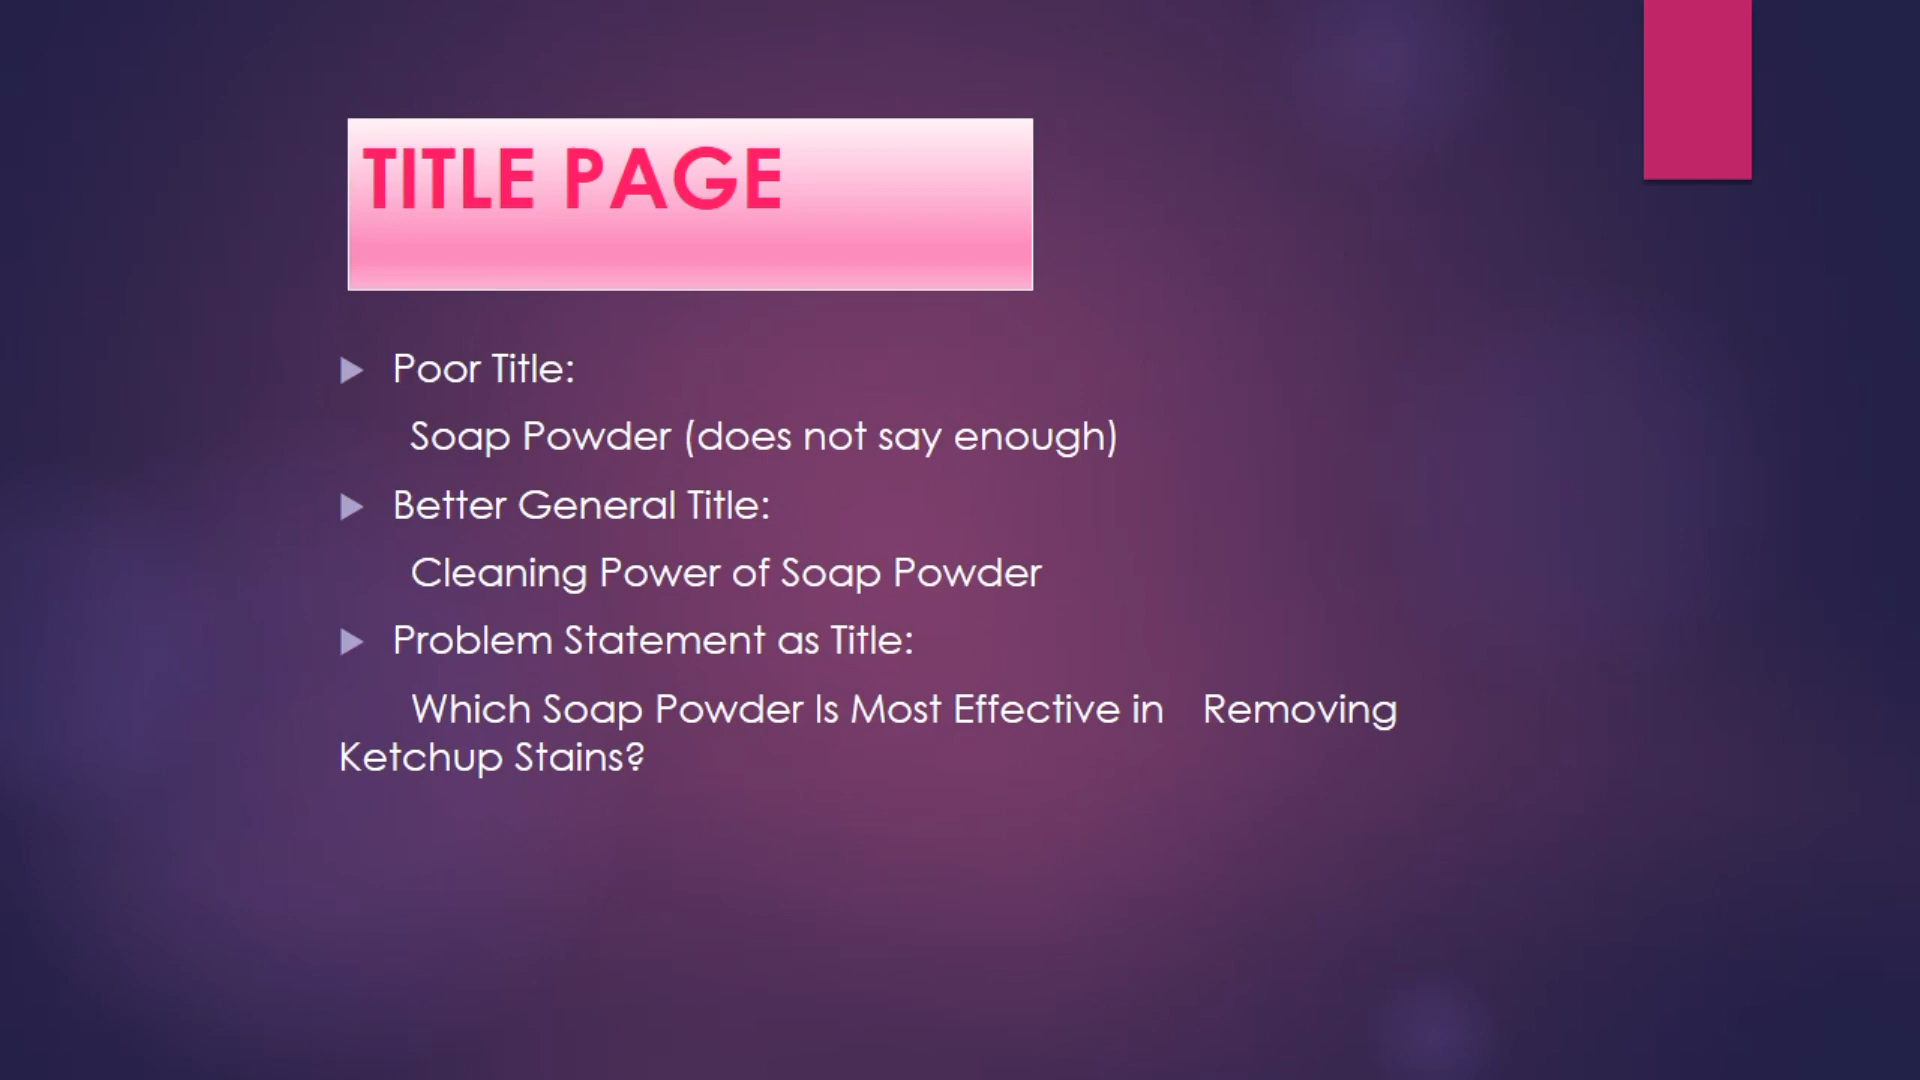 TITLE PAGE
Poor Title:
Soap Powder (does not say enough)
Better General Title:
Cleaning Power of Soap Powder
Problem Statement as Title:
Which Soap Powder Is Most Effective in Removing
Ketchup Stains?